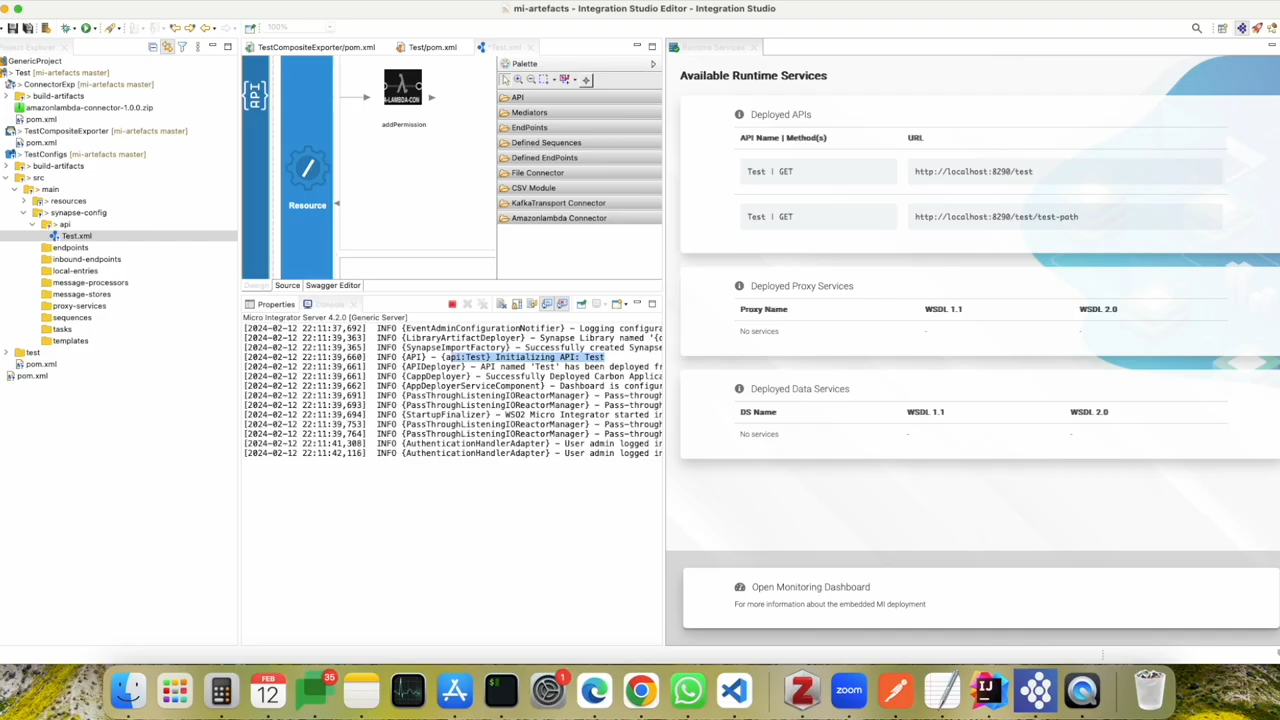 mi-artefacts - Integration Studio Editor - Integration Studio
100%
Project Explorer
TestCompositeExporter/pom.xml
Test/pom.xml
*Test.xml
Runtime Services
GenericProject
Test [mi-artefacts master]
ConnectorExp [mi-artefacts master]
> build-artifacts
amazonlambda-connector-1.0.0.zip
pom.xml
TestCompositeExporter [mi-artefacts master]
pom.xml
TestConfigs [mi-artefacts master]
> build-artifacts
> src
> main
> resources
> synapse-config
> api
Test.xml
endpoints
inbound-endpoints
local-entries
message-processors
message-stores
proxy-services
sequences
tasks
templates
test
pom.xml
pom.xml
{API}
Resource
addPermission
Palette
API
Mediators
EndPoints
Defined Sequences
Defined EndPoints
File Connector
CSV Module
KafkaTransport Connector
Amazonlambda Connector
Design
Source
Swagger Editor
Properties
Console
Micro Integrator Server 4.2.0 [Generic Server]
[2024-02-12 22:11:37,692] INFO {EventAdminConfigurationNotifier} - Logging configura
[2024-02-12 22:11:39,363] INFO {LibraryArtifactDeployer} - Synapse Library named '{o
[2024-02-12 22:11:39,365] INFO {SynapseImportFactory} - Successfully created Synapse
[2024-02-12 22:11:39,660] INFO {API} - {api:Test} Initializing API: Test
[2024-02-12 22:11:39,661] INFO {APIDeployer} - API named 'Test' has been deployed fr
[2024-02-12 22:11:39,661] INFO {CappDeployer} - Successfully Deployed Carbon Applic
[2024-02-12 22:11:39,662] INFO {AppDeployerServiceComponent} - Dashboard is configur
[2024-02-12 22:11:39,691] INFO {PassThroughListeningIOReactorManager} - Pass-through
[2024-02-12 22:11:39,693] INFO {PassThroughListeningIOReactorManager} - Pass-through
[2024-02-12 22:11:39,694] INFO {StartupFinalizer} - WSO2 Micro Integrator started in
[2024-02-12 22:11:39,753] INFO {PassThroughListeningIOReactorManager} - Pass-through
[2024-02-12 22:11:39,764] INFO {PassThroughListeningIOReactorManager} - Pass-through
[2024-02-12 22:11:41,308] INFO {AuthenticationHandlerAdapter} - User admin logged in
[2024-02-12 22:11:42,116] INFO {AuthenticationHandlerAdapter} - User admin logged in
Available Runtime Services
Deployed APIs
API Name | Method(s) URL
Test | GET http://localhost:8290/test
Test | GET http://localhost:8290/test/test-path
Deployed Proxy Services
Proxy Name WSDL 1.1 WSDL 2.0
No services - -
Deployed Data Services
DS Name WSDL 1.1 WSDL 2.0
No services - -
Open Monitoring Dashboard
For more information about the embedded MI deployment
FEB
12
35
1
zoom
IJ